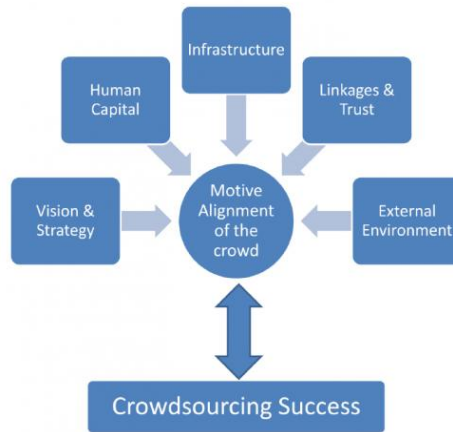 Infrastructure
Human
Capital
Linkages &
Trust
Vision &
Strategy
Motive
Alignment
of the
crowd
External
Environment
Crowdsourcing Success